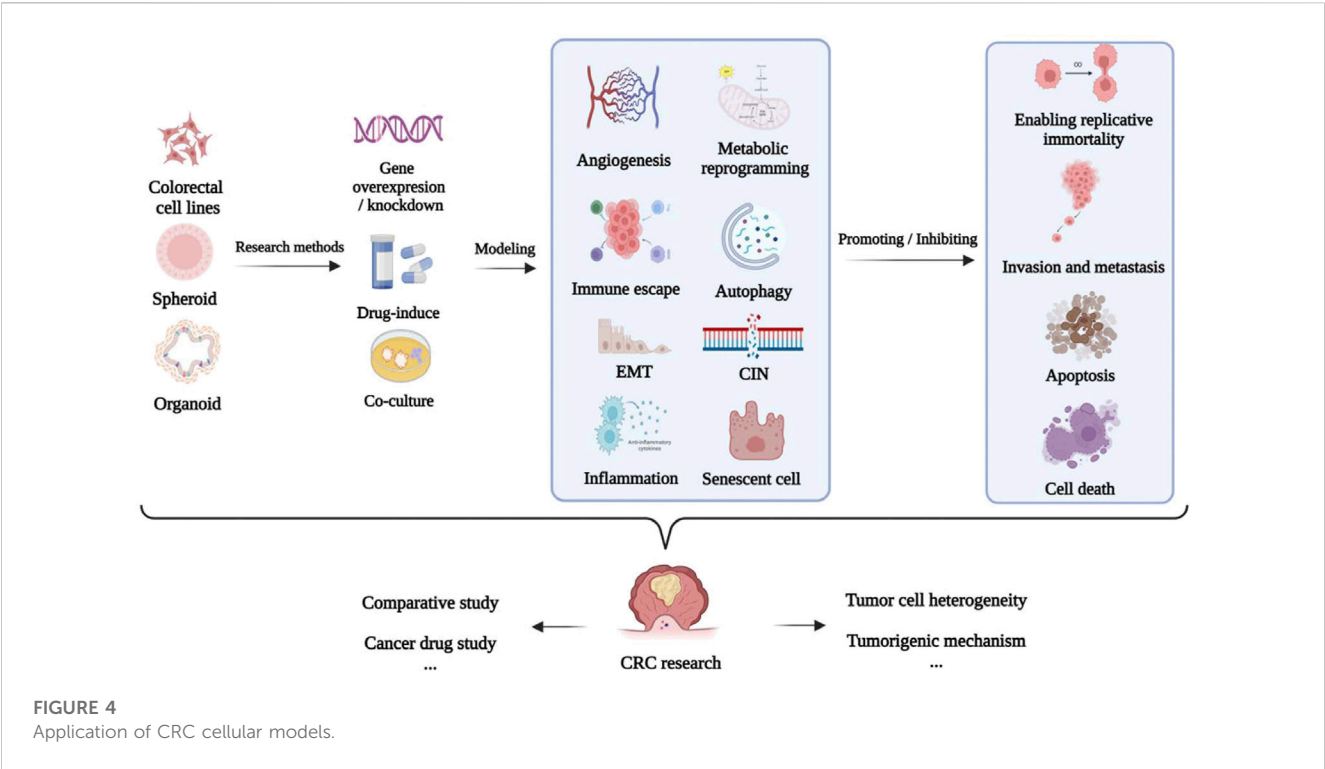 Colorectal
cell lines
Spheroid
Organoid
Research methods
Gene
overexpresion
/ knockdown
Drug-induce
Co-culture
Modeling
Angiogenesis
Metabolic
reprogramming
Immune escape
Autophagy
EMT
CIN
Anti-inflammatory
cytokines
Inflammation
Senescent cell
Promoting / Inhibiting
∞
Enabling replicative
immortality
Invasion and metastasis
Apoptosis
Cell death
Comparative study
Cancer drug study
...
CRC research
Tumor cell heterogeneity
Tumorigenic mechanism
...
FIGURE 4
Application of CRC cellular models.